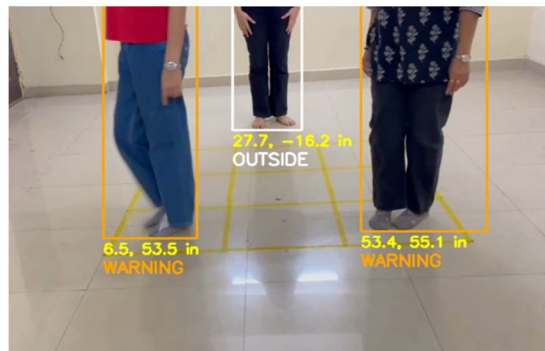 27.7, -16.2 in
OUTSIDE
6.5, 53.5 in
WARNING
53.4, 55.1 in
WARNING